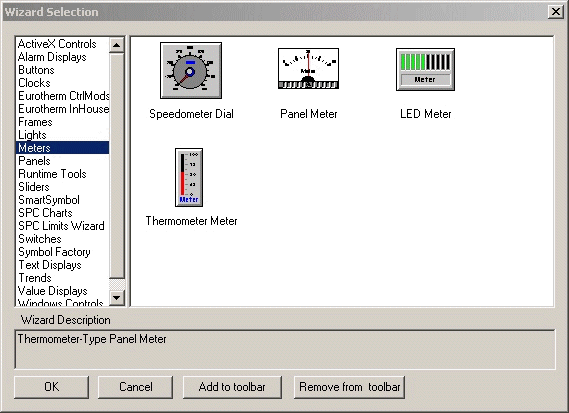 Wizard Selection
ActiveX Controls
Alarm Displays
Buttons
Clocks
Eurotherm CtrlMods
Eurotherm InHouse
Frames
Lights
Meters
Panels
Runtime Tools
Sliders
SmartSymbol
SPC Charts
SPC Limits Wizard
Switches
Symbol Factory
Text Displays
Trends
Value Displays
Windows Controls
Meter
Meter
Speedometer Dial
Panel Meter
LED Meter
100
Meter
Thermometer Meter
Wizard Description
Thermometer-Type Panel Meter
OK
Cancel
Add to toolbar
Remove from toolbar